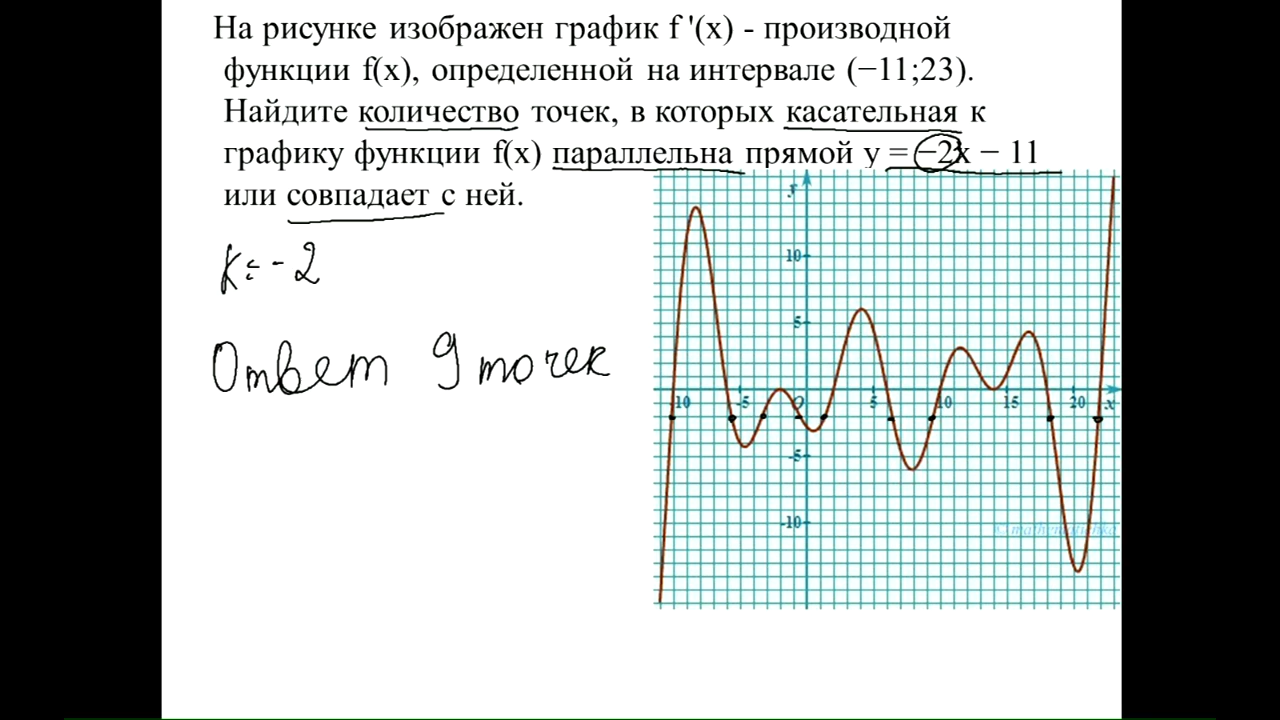 На рисунке изображен график f '(x) - производной
функции f(x), определенной на интервале (−11;23).
Найдите количество точек, в которых касательная к
графику функции f(x) параллельна прямой y = −2x − 11
или совпадает с ней.
y
K = - 2
10
5
Ответ 9 точек
-10 -5 O 5 10 15 20 x
-5
-10
© mathematichka